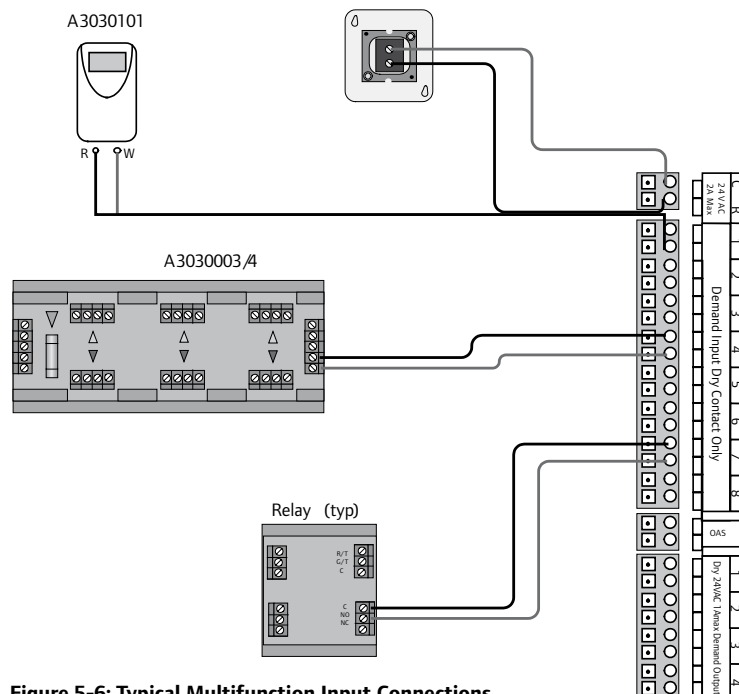 A3030101
R W
A3030003/4
Relay (typ)
R/T
G/T
C
C
NO
NC
24 VAC
2A Max
C
R
Demand Input Dry Contact Only
1
2
3
4
5
6
7
8
OAS
Dry 24VAC 1Amax Demand Output
1
2
3
4
Figure 5-6: Typical Multifunction Input Connections